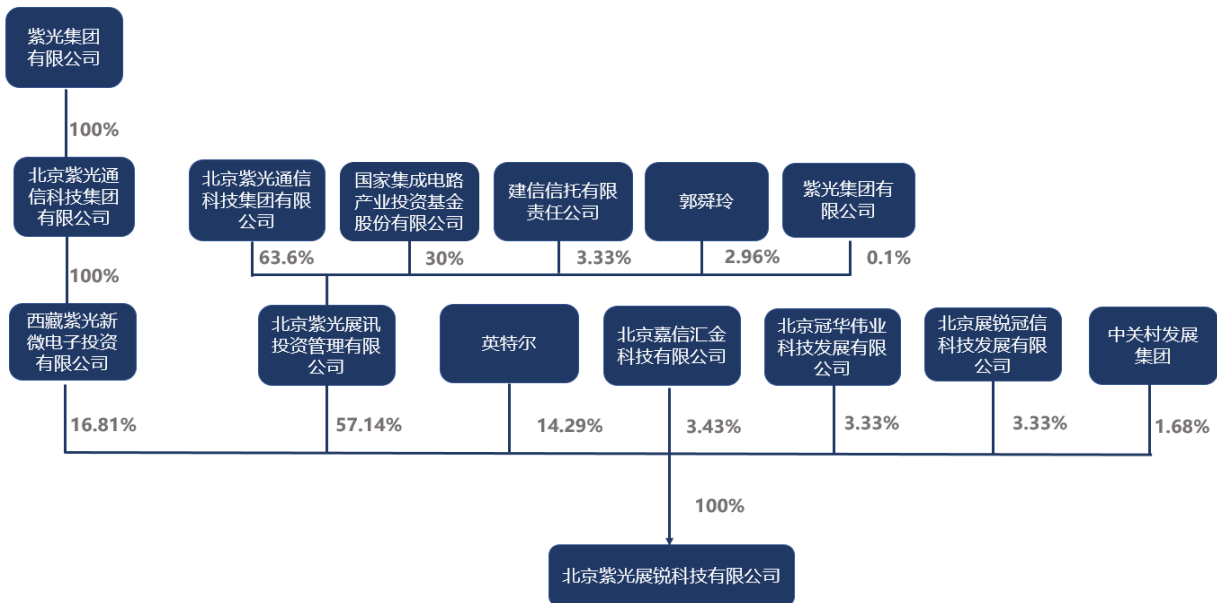 紫光集团
有限公司
100%
北京紫光通
信科技集团
有限公司
北京紫光通信
科技集团有限
公司
国家集成电路
产业投资基金
股份有限公司
建信信托有限
责任公司
郭舜玲
紫光集团有
限公司
63.6%
30%
3.33%
2.96%
0.1%
100%
西藏紫光新
微电子投资
有限公司
北京紫光展讯
投资管理有限
公司
英特尔
北京嘉信汇金
科技有限公司
北京冠华伟业
科技发展有限
公司
北京展锐冠信
科技发展有限
公司
中关村发展
集团
16.81%
57.14%
14.29%
3.43%
3.33%
3.33%
1.68%
100%
北京紫光展锐科技有限公司